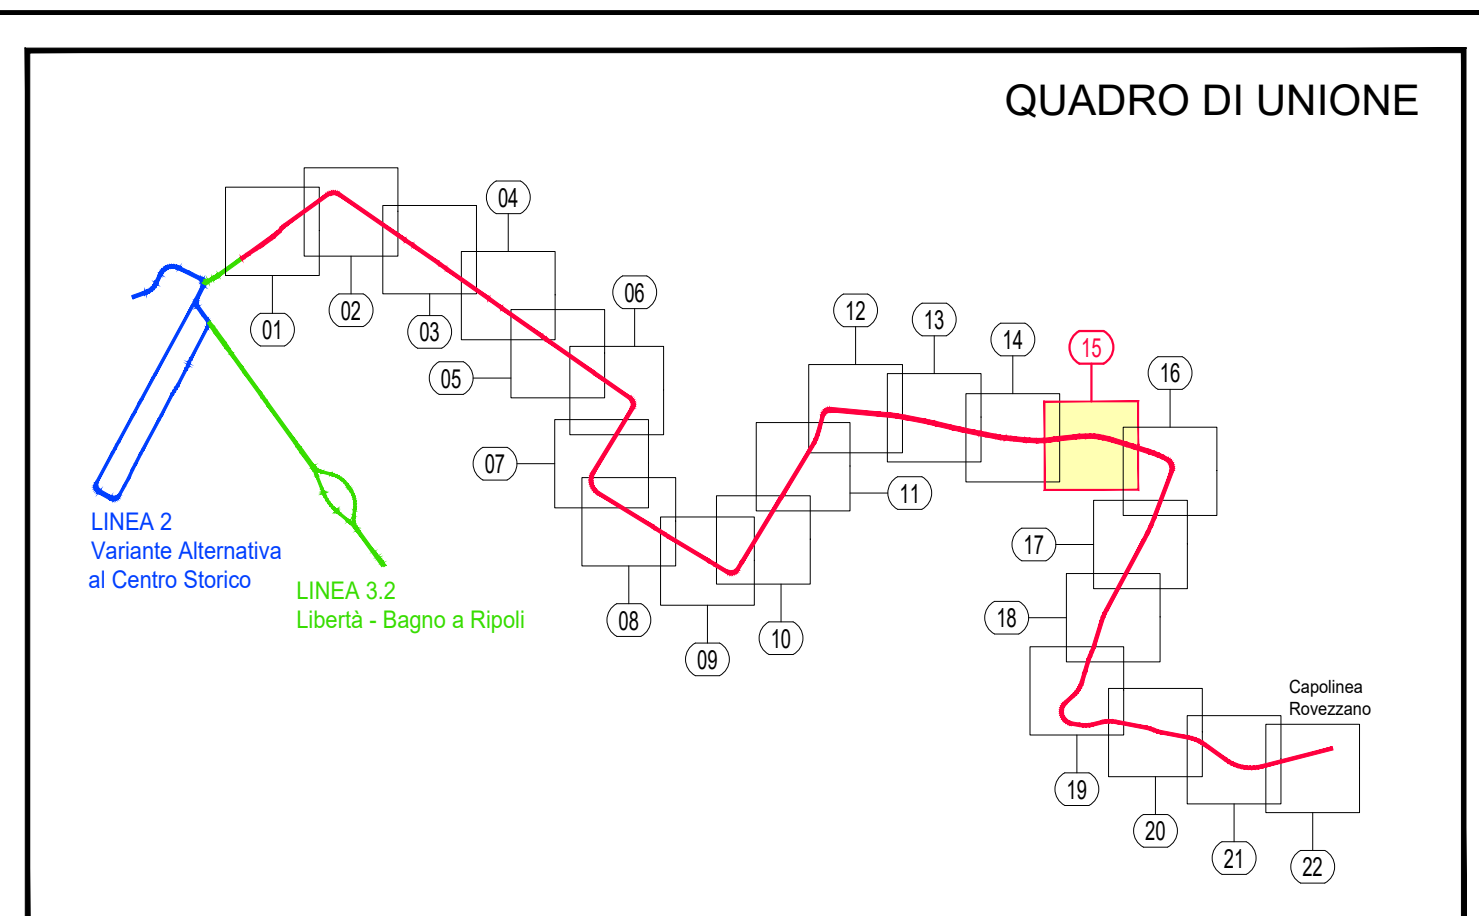 QUADRO DI UNIONE
04
06
01
02
03
05
12
13
14
15
16
07
11
17
LINEA 2
Variante Alternativa
al Centro Storico
LINEA 3.2
Libertà - Bagno a Ripoli
08
09
10
18
Capolinea
Rovezzano
19
20
21
22